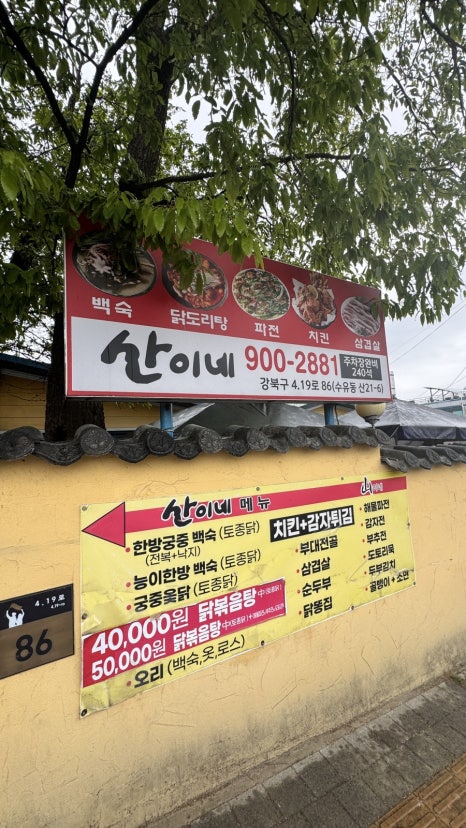 백숙 닭도리탕 파전 치킨 삼겹살
산이네 900-2881 주차장완비 240석
강북구 4.19로 86(수유동 산21-6)
산이네 메뉴
·한방궁중 백숙 (토종닭)
(전복+낙지)
·능이한방 백숙 (토종닭)
·궁중옻닭 (토종닭)
40,000원 닭볶음탕 中(토종닭)
50,000원 닭볶음탕
·오리 (백숙,옻,로스)
치킨+감자튀김
·부대전골
·삼겹살
·순두부
·닭똥집
·해물파전
·감자전
·부추전
·도토리묵
·두부김치
·골뱅이+소면
4.19로
86